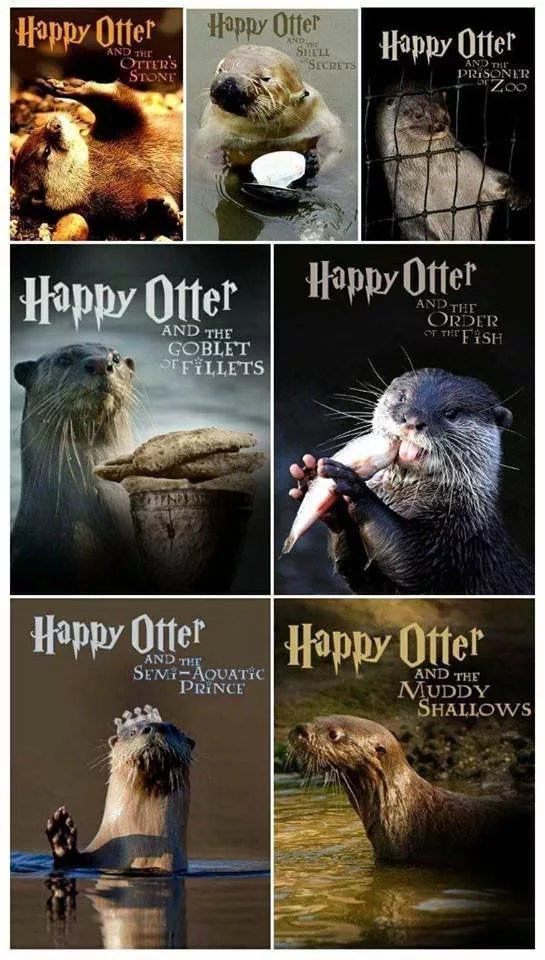 Happy Otter
AND THE
OTTER'S
STONE
Happy Otter
AND THE
SHELL
OF SECRETS
Happy Otter
AND THE
PRISONER
OF ZOO
Happy Otter
AND THE
GOBLET
OF FILLETS
Happy Otter
AND THE
ORDER
OF THE FISH
Happy Otter
AND THE
SEMI-AQUATIC
PRINCE
Happy Otter
AND THE
MUDDY
SHALLOWS